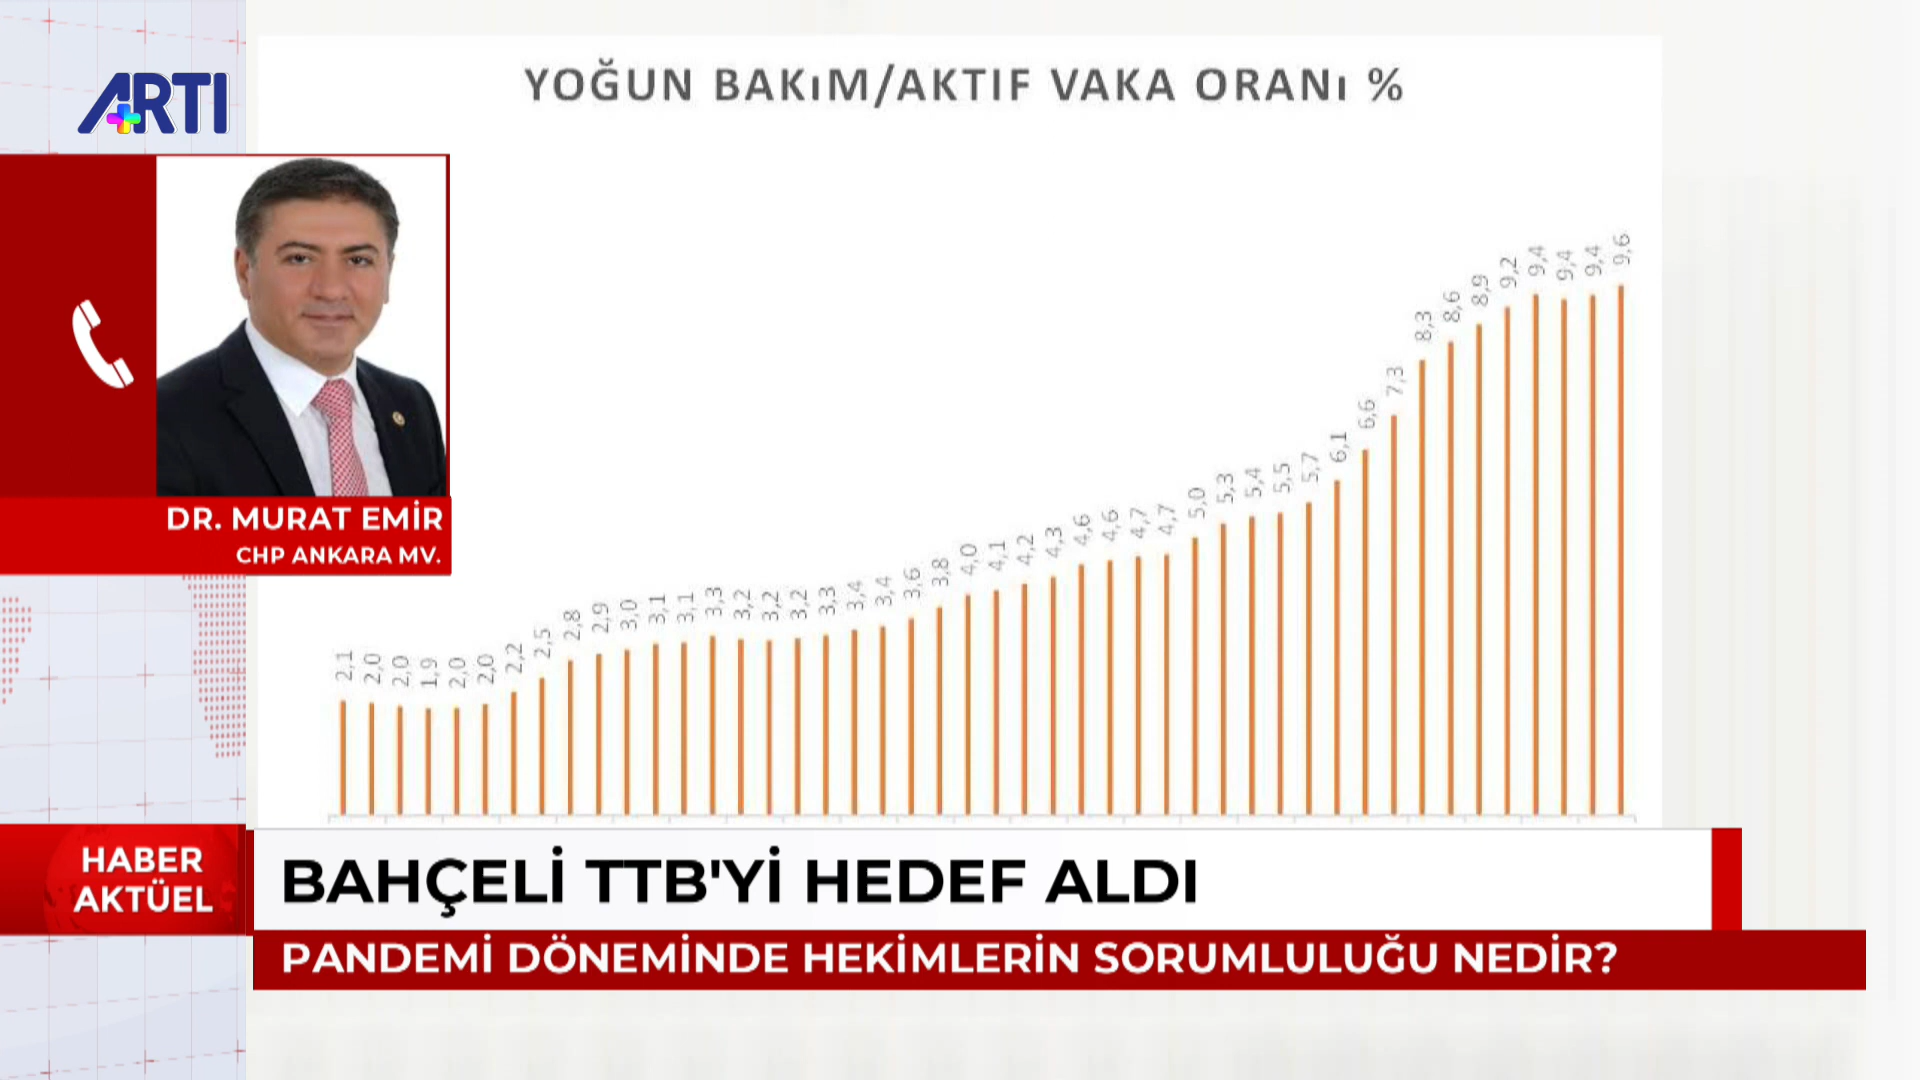 YOĞUN BAKıM/AKTIF VAKA ORANı %
ARTI
DR. MURAT EMİR
CHP ANKARA MV.
2,1 2,0 2,0 1,9 2,0 2,0 2,2 2,5 2,8 2,9 3,0 3,1 3,1 3,3 3,2 3,2 3,2 3,3 3,4 3,4 3,6 3,8 4,0 4,1 4,2 4,3 4,6 4,6 4,7 4,7 5,0 5,3 5,4 5,5 5,7 6,1 6,6 7,3 8,3 8,6 8,9 9,2 9,4 9,4 9,4 9,6
HABER
AKTÜEL
BAHÇELİ TTB'Yİ HEDEF ALDI
PANDEMİ DÖNEMİNDE HEKİMLERİN SORUMLULUĞU NEDİR?